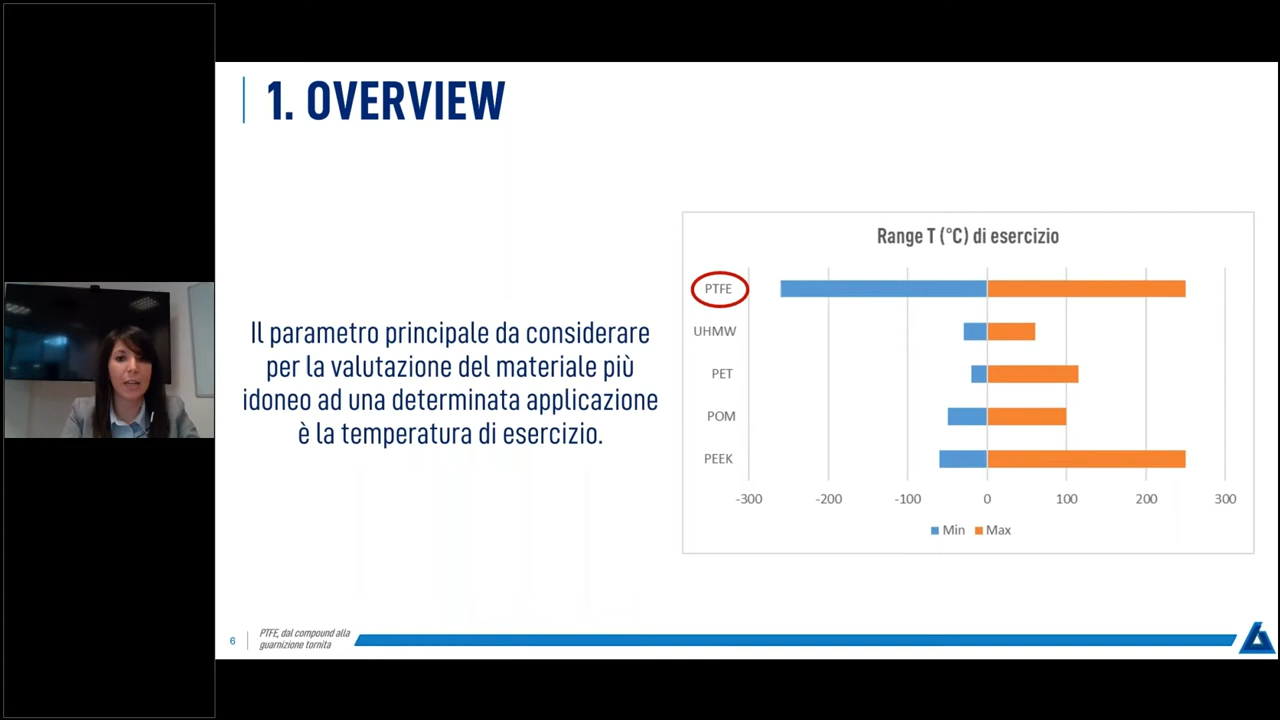 1. OVERVIEW
Il parametro principale da considerare
per la valutazione del materiale più
idoneo ad una determinata applicazione
è la temperatura di esercizio.
Range T (°C) di esercizio
PTFE
UHMW
PET
POM
PEEK
-300 -200 -100 0 100 200 300
Min Max
6
PTFE, dal compound alla
guarnizione tornita